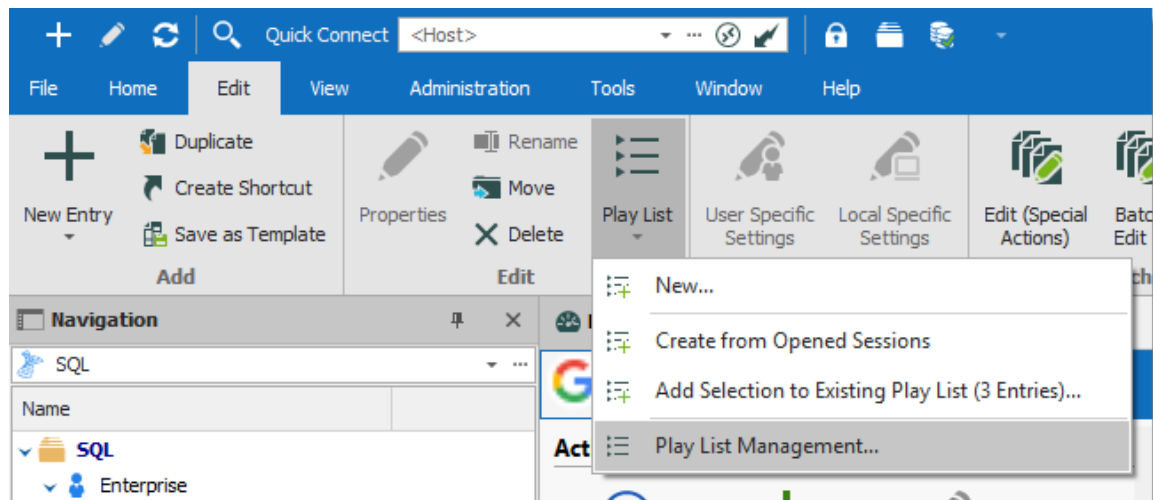 Quick Connect <Host>
File Home Edit View Administration Tools Window Help
New Entry
Duplicate
Create Shortcut
Save as Template
Add
Properties
Rename
Move
Delete
Edit
Play List
User Specific
Settings
Local Specific
Settings
Edit (Special
Actions)
Edit
New...
Create from Opened Sessions
Add Selection to Existing Play List (3 Entries)...
Play List Management...
Navigation
SQL
Name
SQL
Enterprise